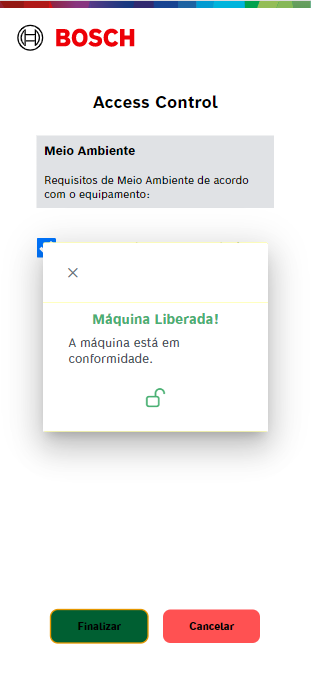 BOSCH
Access Control
Meio Ambiente
Requisitos de Meio Ambiente de acordo
com o equipamento:
Máquina Liberada!
A máquina está em
conformidade.
Finalizar
Cancelar